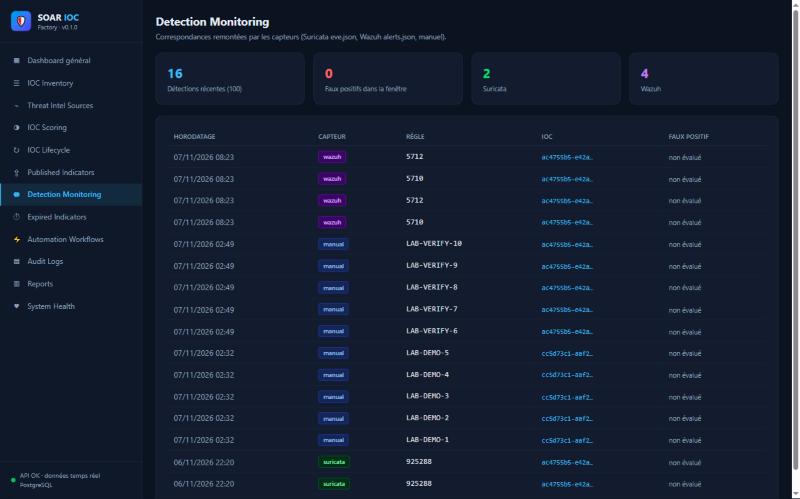 SOAR IOC
Factory · v0.1.0
Dashboard général
IOC Inventory
Threat Intel Sources
IOC Scoring
IOC Lifecycle
Published Indicators
Detection Monitoring
Expired Indicators
Automation Workflows
Audit Logs
Reports
System Health
API OK · données temps réel
PostgreSQL
Detection Monitoring
Correspondances remontées par les capteurs (Suricata eve.json, Wazuh alerts.json, manuel).
16
Détections récentes (100)
0
Faux positifs dans la fenêtre
2
Suricata
4
Wazuh
HORODATAGE CAPTEUR RÈGLE IOC FAUX POSITIF
07/11/2026 08:23 wazuh 5712 ac4755b5-e42a… non évalué
07/11/2026 08:23 wazuh 5710 ac4755b5-e42a… non évalué
07/11/2026 08:23 wazuh 5712 ac4755b5-e42a… non évalué
07/11/2026 08:23 wazuh 5710 ac4755b5-e42a… non évalué
07/11/2026 02:49 manual LAB-VERIFY-10 ac4755b5-e42a… non évalué
07/11/2026 02:49 manual LAB-VERIFY-9 ac4755b5-e42a… non évalué
07/11/2026 02:49 manual LAB-VERIFY-8 ac4755b5-e42a… non évalué
07/11/2026 02:49 manual LAB-VERIFY-7 ac4755b5-e42a… non évalué
07/11/2026 02:49 manual LAB-VERIFY-6 ac4755b5-e42a… non évalué
07/11/2026 02:32 manual LAB-DEMO-5 cc5d73c1-aaf2… non évalué
07/11/2026 02:32 manual LAB-DEMO-4 cc5d73c1-aaf2… non évalué
07/11/2026 02:32 manual LAB-DEMO-3 cc5d73c1-aaf2… non évalué
07/11/2026 02:32 manual LAB-DEMO-2 cc5d73c1-aaf2… non évalué
07/11/2026 02:32 manual LAB-DEMO-1 cc5d73c1-aaf2… non évalué
06/11/2026 22:20 suricata 925288 ac4755b5-e42a… non évalué
06/11/2026 22:20 suricata 925288 ac4755b5-e42a… non évalué